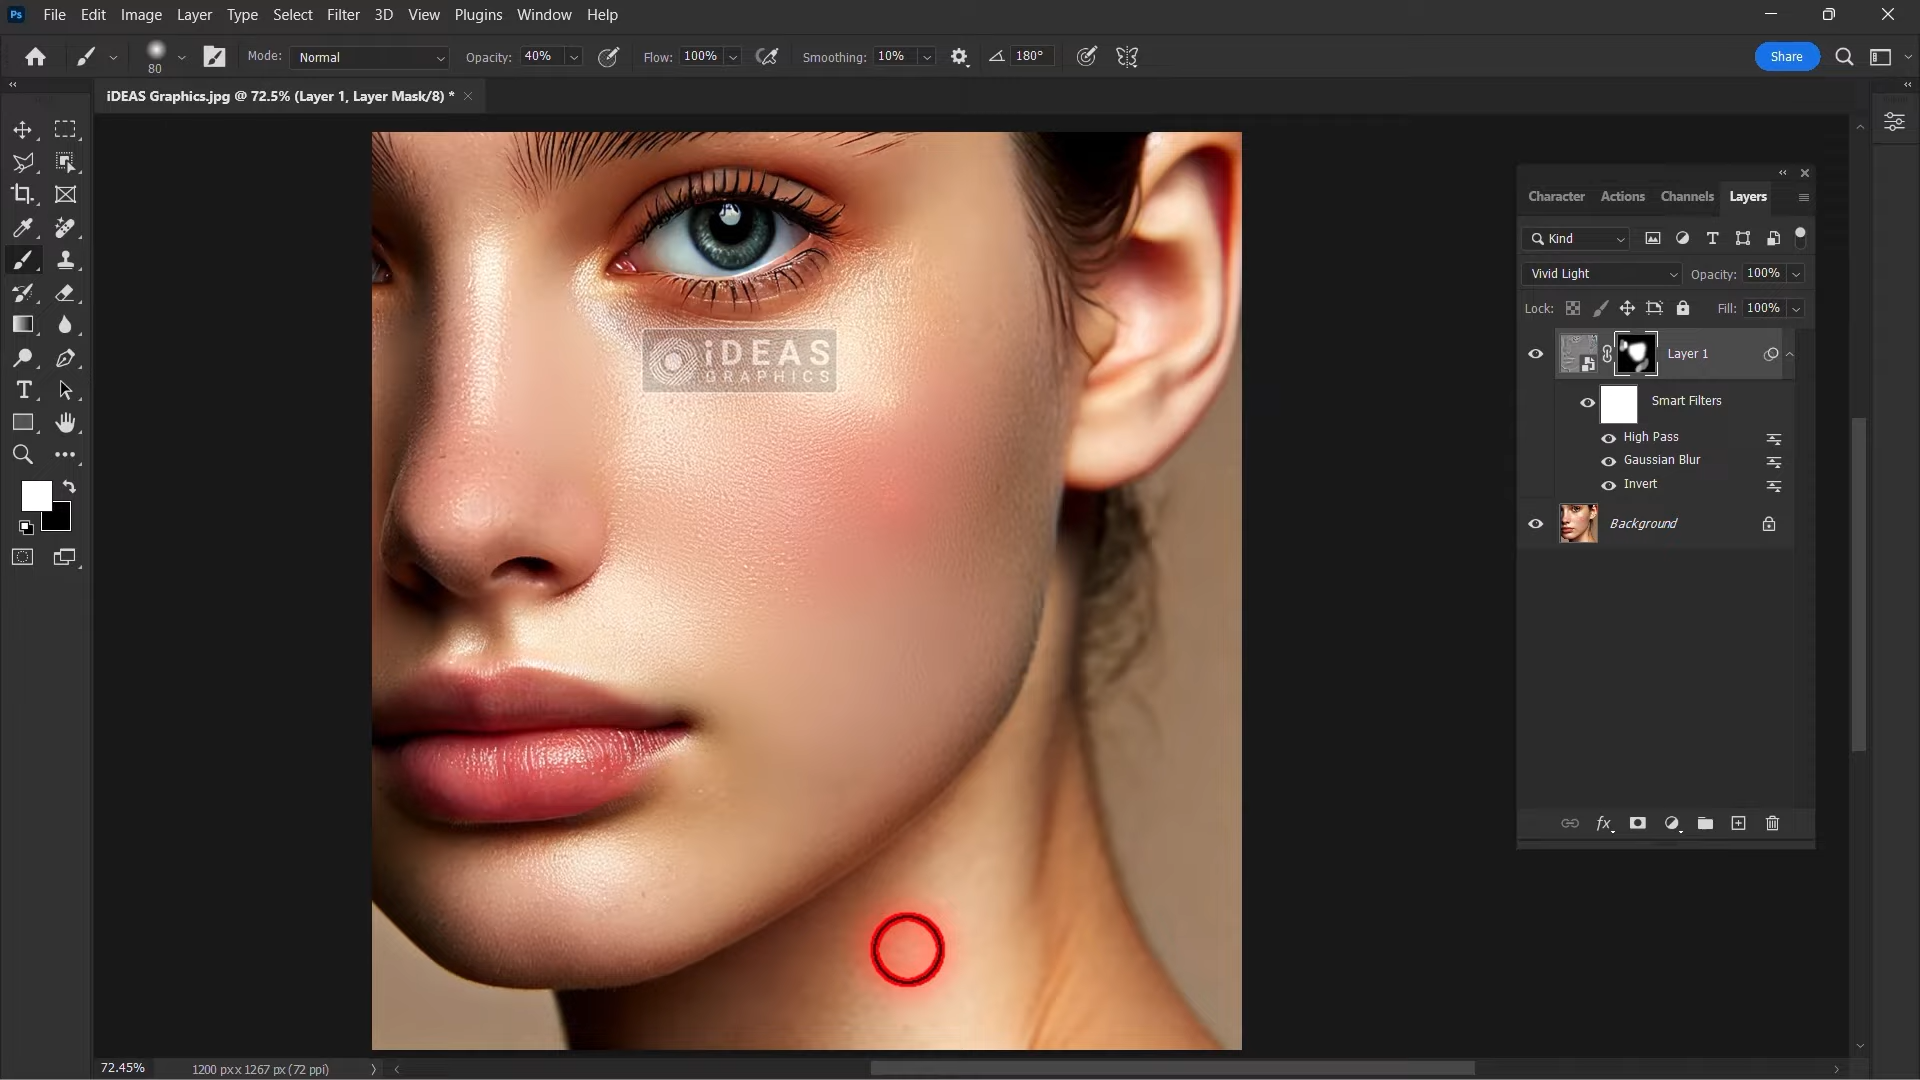 Ps File Edit Image Layer Type Select Filter 3D View Plugins Window Help
80 Mode: Normal Opacity: 40% Flow: 100% Smoothing: 10% 180° Share
iDEAS Graphics.jpg @ 72.5% (Layer 1, Layer Mask/8) *
Character Actions Channels Layers
Kind
Vivid Light Opacity: 100%
Lock: Fill: 100%
Layer 1
Smart Filters
High Pass
Gaussian Blur
Invert
Background
iDEAS
GRAPHICS
72.45% 1200 px x 1267 px (72 ppi)